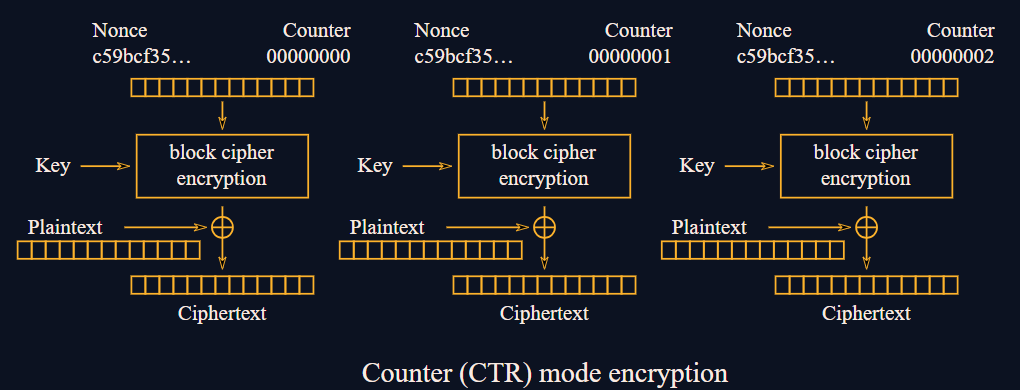 Nonce Counter Nonce Counter Nonce Counter
c59bcf35… 00000000 c59bcf35… 00000001 c59bcf35… 00000002
Key block cipher encryption Key block cipher encryption Key block cipher encryption
Plaintext Plaintext Plaintext
Ciphertext Ciphertext Ciphertext
Counter (CTR) mode encryption